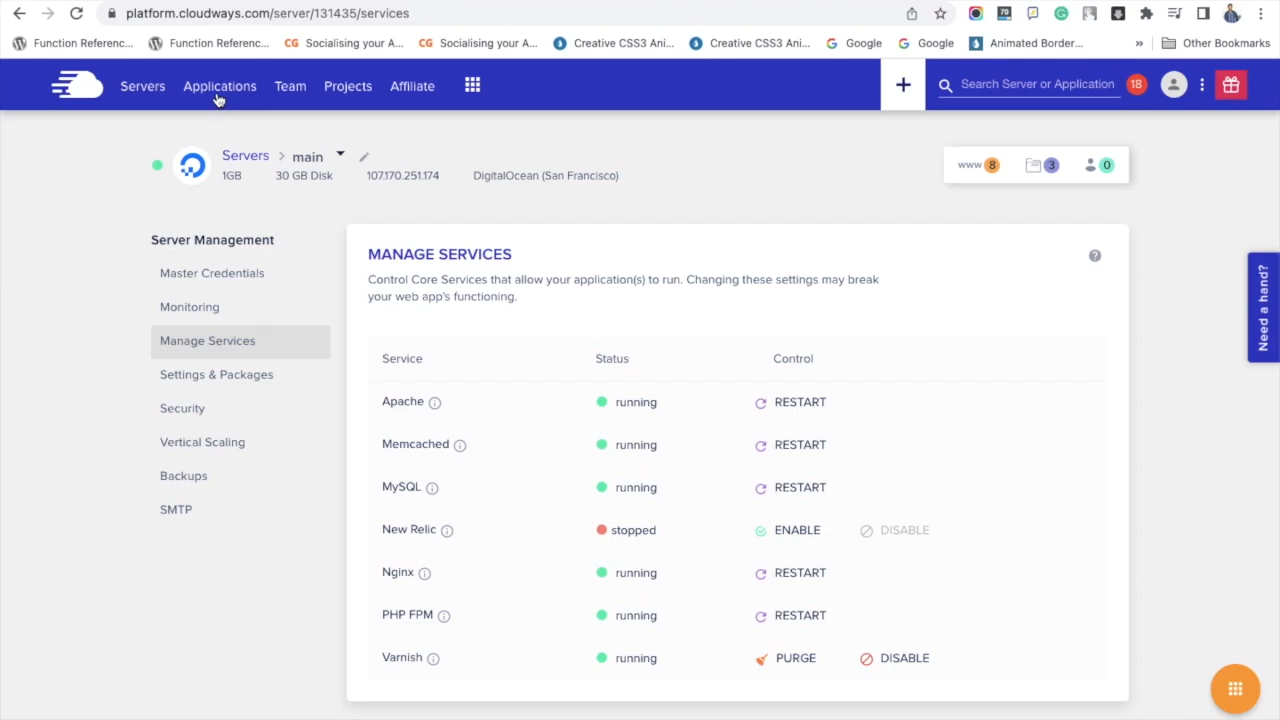 platform.cloudways.com/server/131435/services
70
Function Referenc... Function Referenc... CG Socialising your A... CG Socialising your A... Creative CSS3 Ani... Creative CSS3 Ani... Google Google Animated Border... » Other Bookmarks
Servers Applications Team Projects Affiliate + Search Server or Application 18
Servers > main
1GB 30 GB Disk 107.170.251.174 DigitalOcean (San Francisco)
www 8 3 0
Server Management
Master Credentials
Monitoring
Manage Services
Settings & Packages
Security
Vertical Scaling
Backups
SMTP
MANAGE SERVICES
Control Core Services that allow your application(s) to run. Changing these settings may break
your web app's functioning.
Service Status Control
Apache running RESTART
Memcached running RESTART
MySQL running RESTART
New Relic stopped ENABLE DISABLE
Nginx running RESTART
PHP FPM running RESTART
Varnish running PURGE DISABLE
Need a hand?